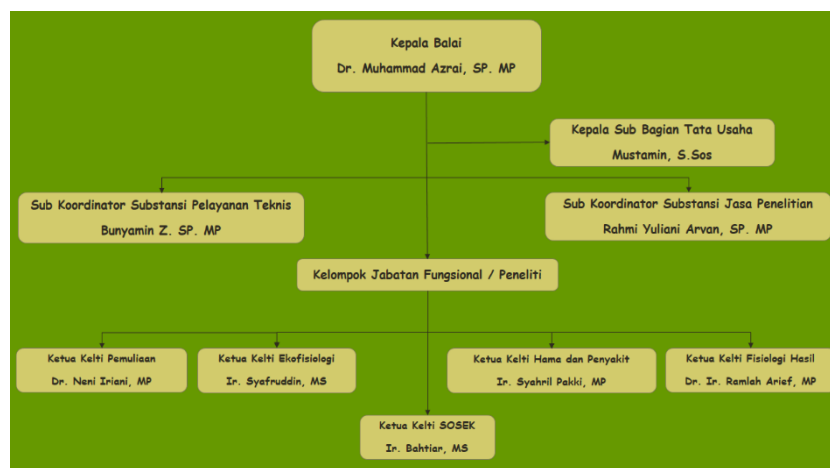 Kepala Balai
Dr. Muhammad Azrai, SP. MP
Kepala Sub Bagian Tata Usaha
Mustamin, S.Sos
Sub Koordinator Substansi Pelayanan Teknis
Bunyamin Z. SP. MP
Sub Koordinator Substansi Jasa Penelitian
Rahmi Yuliani Arvan, SP. MP
Kelompok Jabatan Fungsional / Peneliti
Ketua Kelti Pemuliaan
Dr. Neni Iriani, MP
Ketua Kelti Ekofisiologi
Ir. Syafruddin, MS
Ketua Kelti Hama dan Penyakit
Ir. Syahril Pakki, MP
Ketua Kelti Fisiologi Hasil
Dr. Ir. Ramlah Arief, MP
Ketua Kelti SOSEK
Ir. Bahtiar, MS